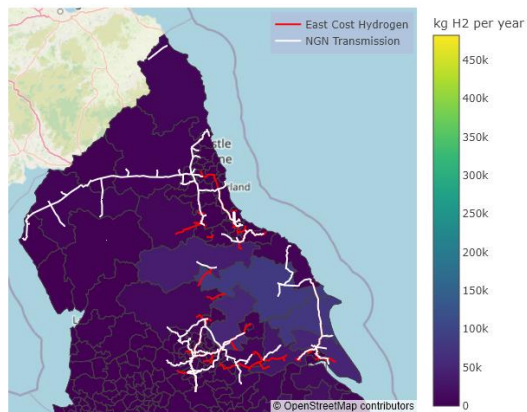 East Cost Hydrogen
NGN Transmission
kg H2 per year
450k
400k
350k
300k
250k
200k
150k
100k
50k
0
© OpenStreetMap contributors